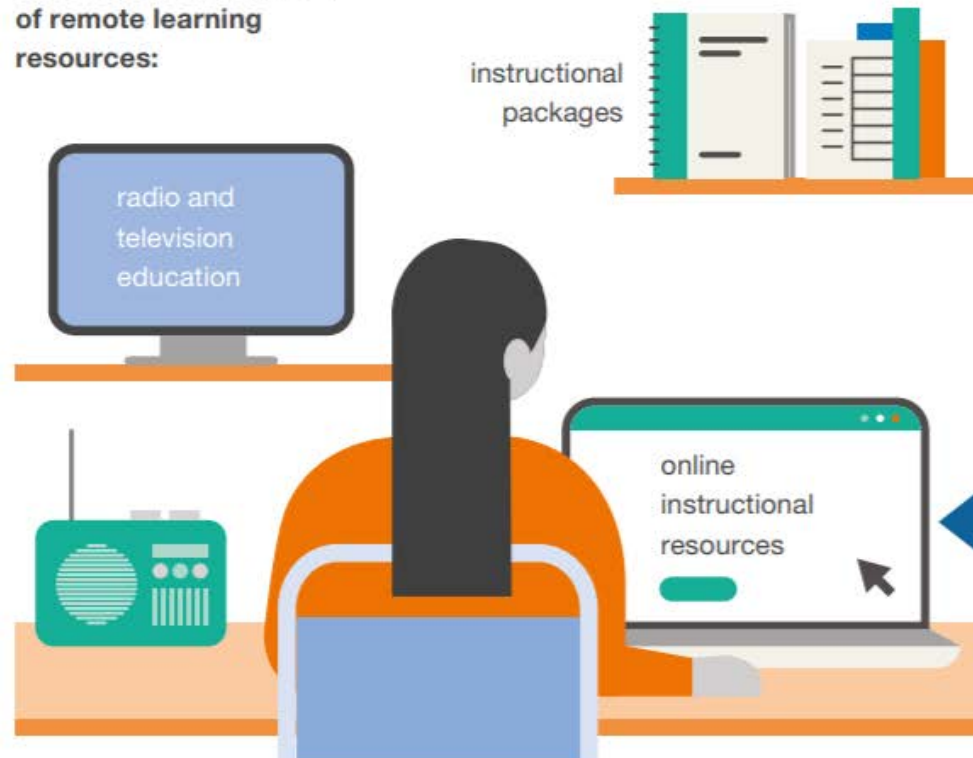 of remote learning
resources:
instructional
packages
radio and
television
education
online
instructional
resources